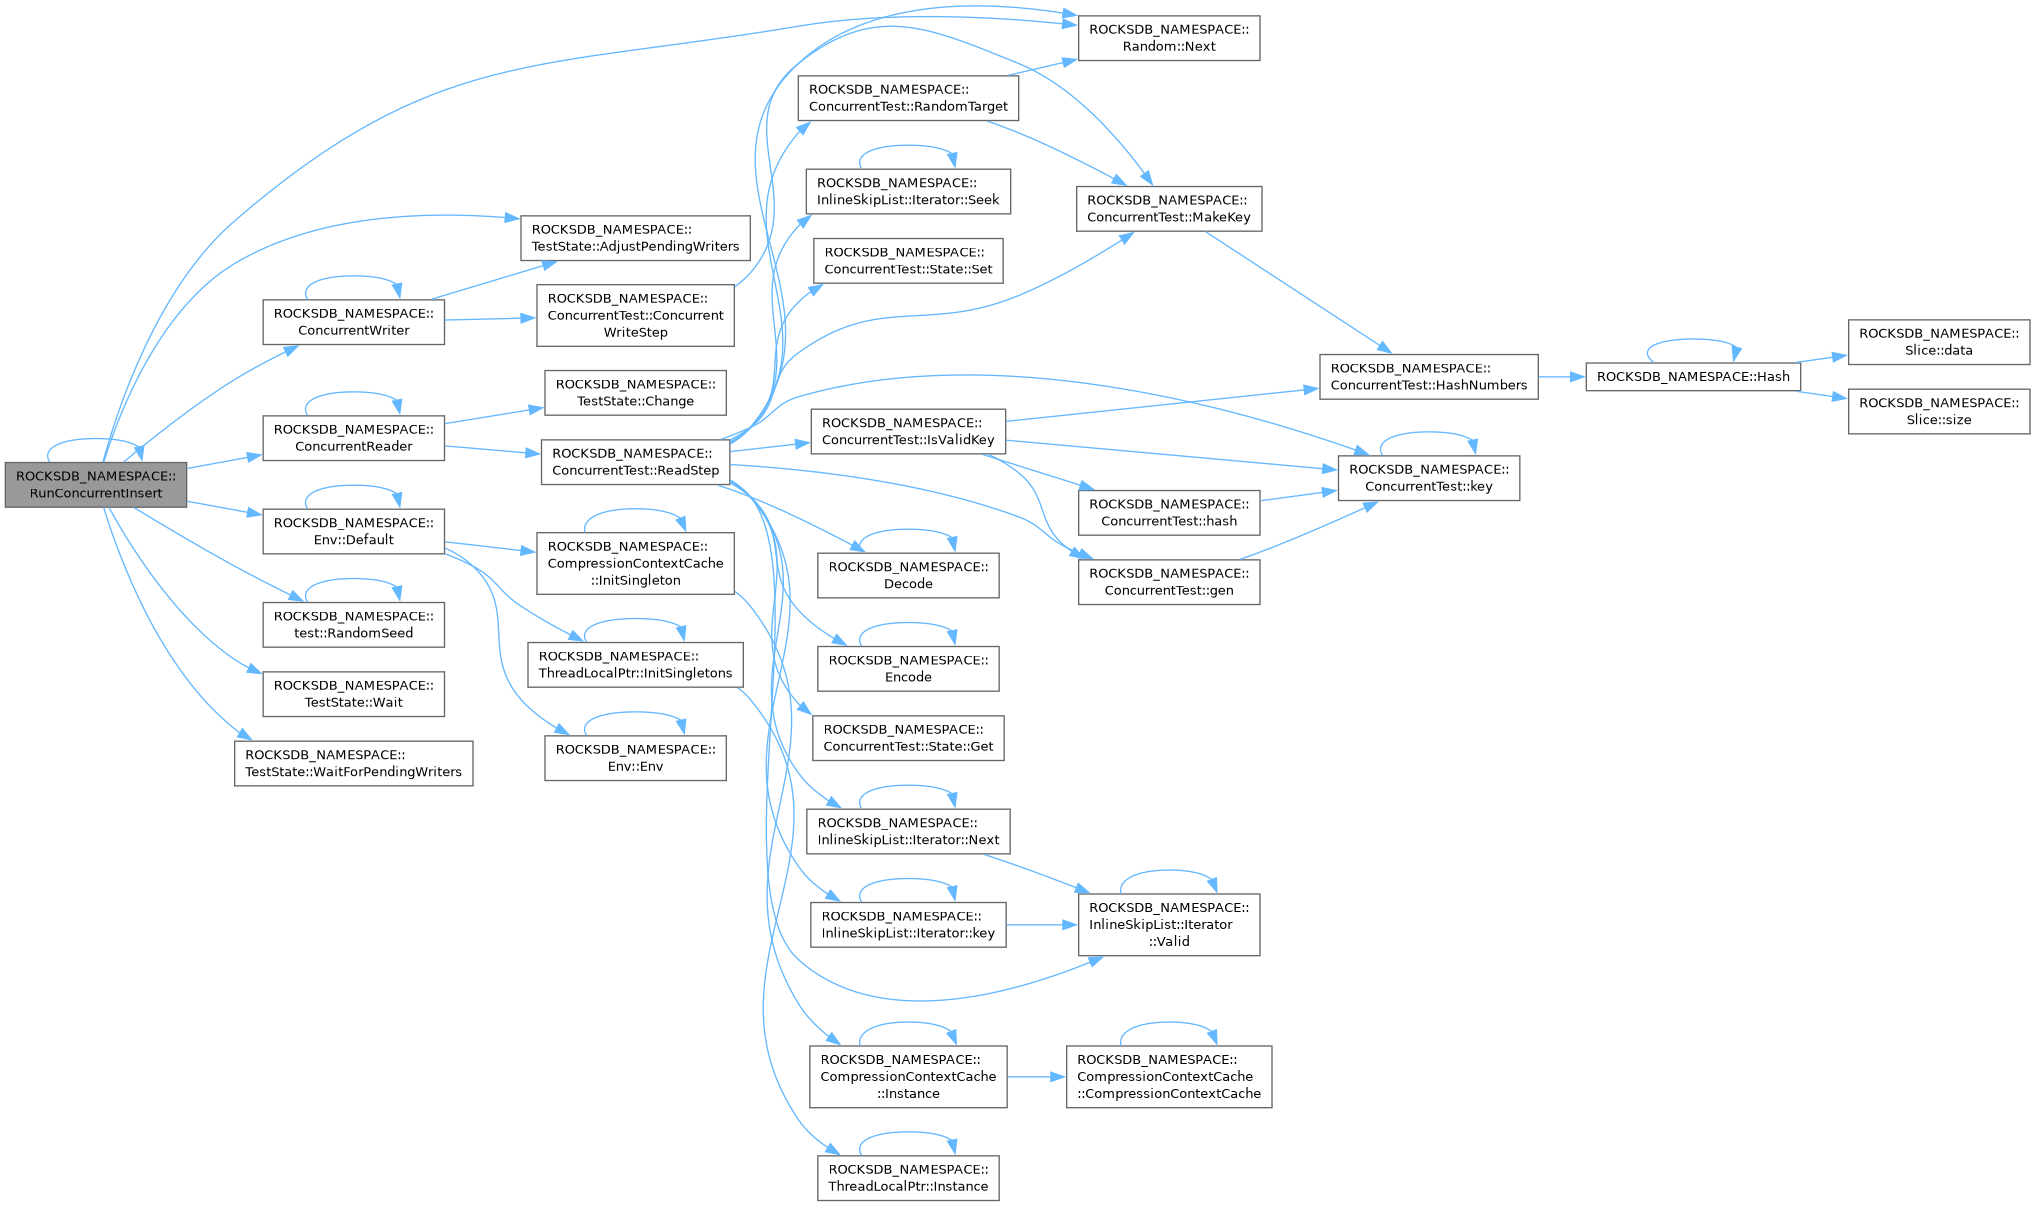 ROCKSDB_NAMESPACE::
RunConcurrentInsert
ROCKSDB_NAMESPACE::
TestState::AdjustPendingWriters
ROCKSDB_NAMESPACE::
ConcurrentWriter
ROCKSDB_NAMESPACE::
ConcurrentTest::Concurrent
WriteStep
ROCKSDB_NAMESPACE::
TestState::Change
ROCKSDB_NAMESPACE::
ConcurrentReader
ROCKSDB_NAMESPACE::
ConcurrentTest::ReadStep
ROCKSDB_NAMESPACE::
Env::Default
ROCKSDB_NAMESPACE::
CompressionContextCache
::InitSingleton
ROCKSDB_NAMESPACE::
test::RandomSeed
ROCKSDB_NAMESPACE::
ThreadLocalPtr::InitSingletons
ROCKSDB_NAMESPACE::
TestState::Wait
ROCKSDB_NAMESPACE::
Env::Env
ROCKSDB_NAMESPACE::
TestState::WaitForPendingWriters
ROCKSDB_NAMESPACE::
Random::Next
ROCKSDB_NAMESPACE::
ConcurrentTest::RandomTarget
ROCKSDB_NAMESPACE::
InlineSkipList::Iterator::Seek
ROCKSDB_NAMESPACE::
ConcurrentTest::MakeKey
ROCKSDB_NAMESPACE::
ConcurrentTest::State::Set
ROCKSDB_NAMESPACE::
ConcurrentTest::HashNumbers
ROCKSDB_NAMESPACE::Hash
ROCKSDB_NAMESPACE::
Slice::data
ROCKSDB_NAMESPACE::
Slice::size
ROCKSDB_NAMESPACE::
ConcurrentTest::IsValidKey
ROCKSDB_NAMESPACE::
ConcurrentTest::key
ROCKSDB_NAMESPACE::
ConcurrentTest::hash
ROCKSDB_NAMESPACE::
ConcurrentTest::gen
ROCKSDB_NAMESPACE::
Decode
ROCKSDB_NAMESPACE::
Encode
ROCKSDB_NAMESPACE::
ConcurrentTest::State::Get
ROCKSDB_NAMESPACE::
InlineSkipList::Iterator::Next
ROCKSDB_NAMESPACE::
InlineSkipList::Iterator::key
ROCKSDB_NAMESPACE::
InlineSkipList::Iterator
::Valid
ROCKSDB_NAMESPACE::
CompressionContextCache
::Instance
ROCKSDB_NAMESPACE::
CompressionContextCache
::CompressionContextCache
ROCKSDB_NAMESPACE::
ThreadLocalPtr::Instance